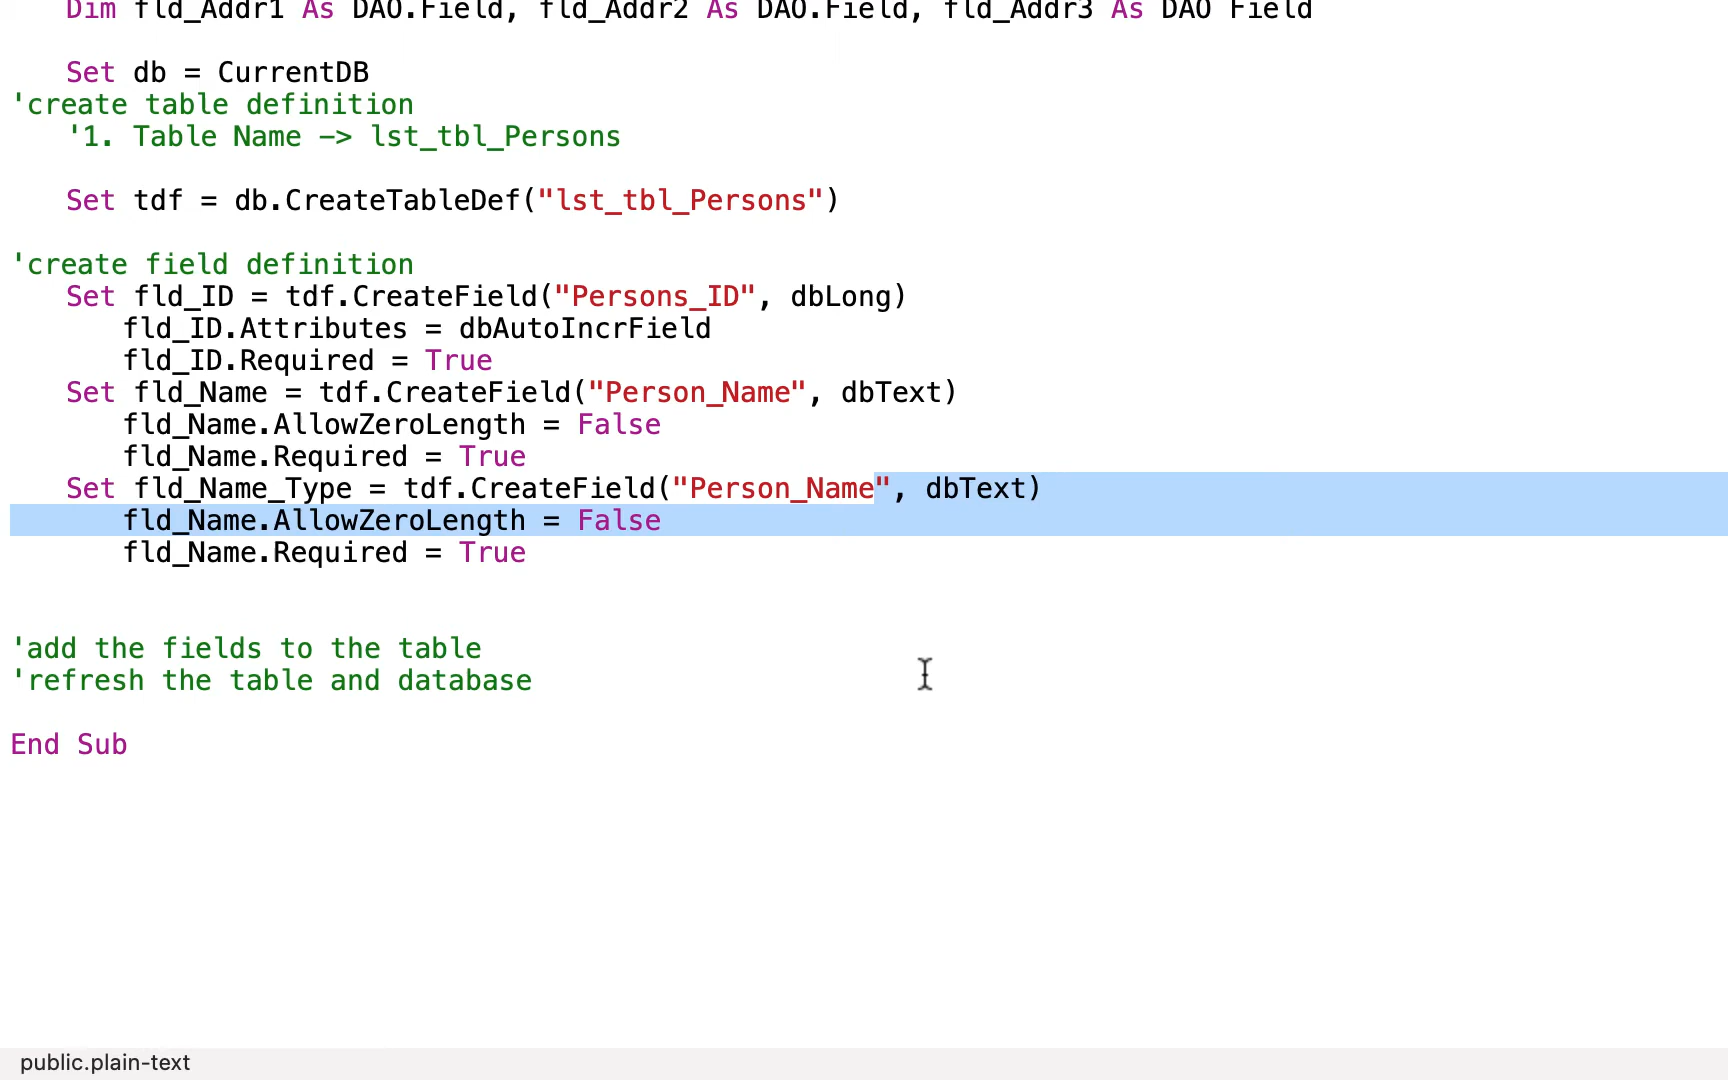 Dim fld_Addr1 As DAO.Field, fld_Addr2 As DAO.Field, fld_Addr3 As DAO Field
Set db = CurrentDB
'create table definition
'1. Table Name -> lst_tbl_Persons
Set tdf = db.CreateTableDef("lst_tbl_Persons")
'create field definition
Set fld_ID = tdf.CreateField("Persons_ID", dbLong)
fld_ID.Attributes = dbAutoIncrField
fld_ID.Required = True
Set fld_Name = tdf.CreateField("Person_Name", dbText)
fld_Name.AllowZeroLength = False
fld_Name.Required = True
Set fld_Name_Type = tdf.CreateField("Person_Name", dbText)
fld_Name.AllowZeroLength = False
fld_Name.Required = True
'add the fields to the table
'refresh the table and database
End Sub
public.plain-text